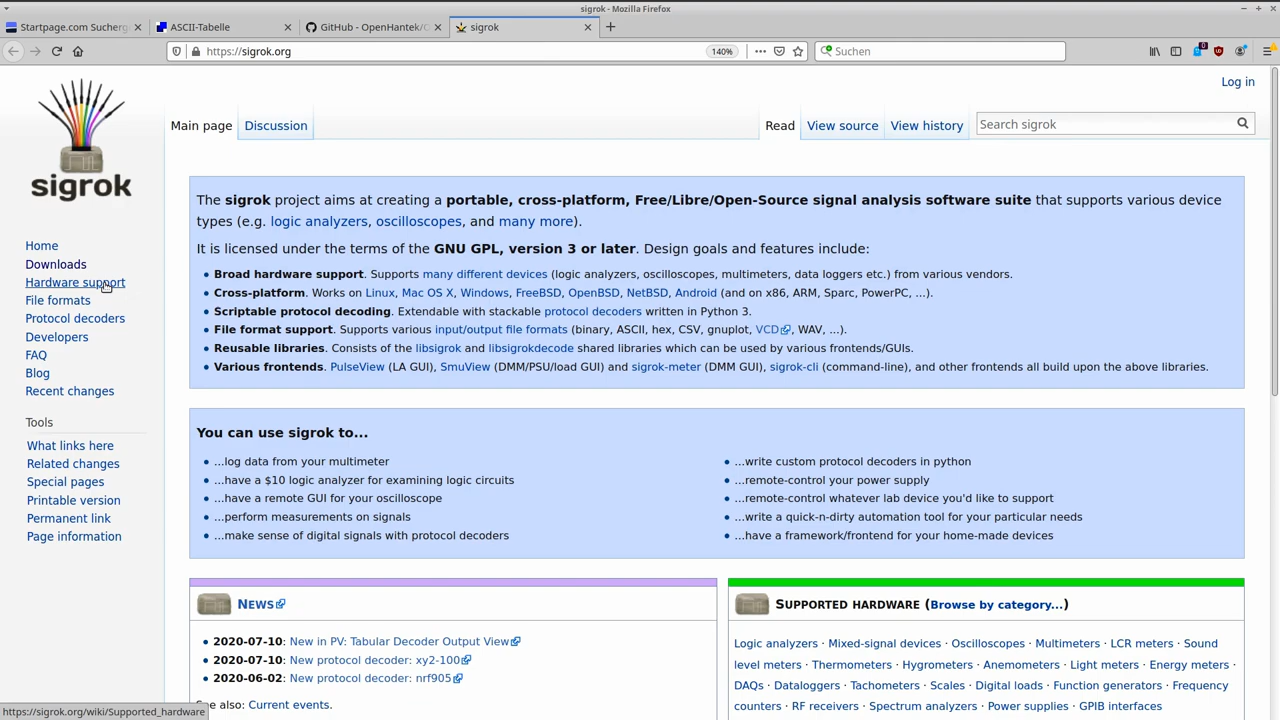 sigrok - Mozilla Firefox
Startpage.com Sucherg
ASCII-Tabelle
GitHub - OpenHantek/O
sigrok
https://sigrok.org
140%
Suchen
Log in
Main page
Discussion
Read
View source
View history
Search sigrok
sigrok
Home
Downloads
Hardware support
File formats
Protocol decoders
Developers
FAQ
Blog
Recent changes
Tools
What links here
Related changes
Special pages
Printable version
Permanent link
Page information
The sigrok project aims at creating a portable, cross-platform, Free/Libre/Open-Source signal analysis software suite that supports various device
types (e.g. logic analyzers, oscilloscopes, and many more).
It is licensed under the terms of the GNU GPL, version 3 or later. Design goals and features include:
Broad hardware support. Supports many different devices (logic analyzers, oscilloscopes, multimeters, data loggers etc.) from various vendors.
Cross-platform. Works on Linux, Mac OS X, Windows, FreeBSD, OpenBSD, NetBSD, Android (and on x86, ARM, Sparc, PowerPC, ...).
Scriptable protocol decoding. Extendable with stackable protocol decoders written in Python 3.
File format support. Supports various input/output file formats (binary, ASCII, hex, CSV, gnuplot, VCD, WAV, ...).
Reusable libraries. Consists of the libsigrok and libsigrokdecode shared libraries which can be used by various frontends/GUIs.
Various frontends. PulseView (LA GUI), SmuView (DMM/PSU/load GUI) and sigrok-meter (DMM GUI), sigrok-cli (command-line), and other frontends all build upon the above libraries.
You can use sigrok to...
...log data from your multimeter
...have a $10 logic analyzer for examining logic circuits
...have a remote GUI for your oscilloscope
...perform measurements on signals
...make sense of digital signals with protocol decoders
...write custom protocol decoders in python
...remote-control your power supply
...remote-control whatever lab device you'd like to support
...write a quick-n-dirty automation tool for your particular needs
...have a framework/frontend for your home-made devices
NEWS
2020-07-10: New in PV: Tabular Decoder Output View
2020-07-10: New protocol decoder: xy2-100
2020-06-02: New protocol decoder: nrf905
See also: Current events.
SUPPORTED HARDWARE (Browse by category...)
Logic analyzers · Mixed-signal devices · Oscilloscopes · Multimeters · LCR meters · Sound
level meters · Thermometers · Hygrometers · Anemometers · Light meters · Energy meters ·
DAQs · Dataloggers · Tachometers · Scales · Digital loads · Function generators · Frequency
counters · RF receivers · Spectrum analyzers · Power supplies · GPIB interfaces
https://sigrok.org/wiki/Supported_hardware